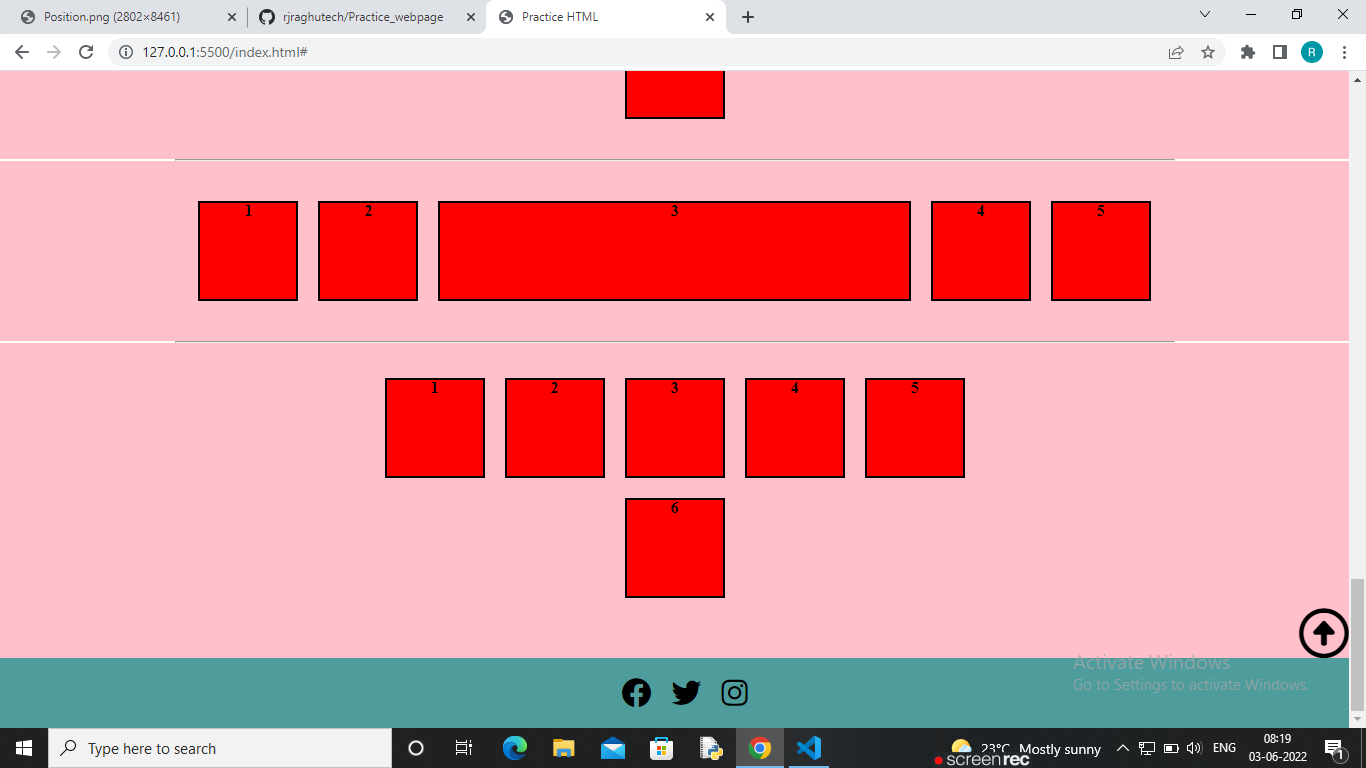 Position.png (2802×8461)
rjraghutech/Practice_webpage
Practice HTML
127.0.0.1:5500/index.html#
R
1 2 3 4 5
1 2 3 4 5
6
Activate Windows
Go to Settings to activate Windows.
Type here to search
23°C Mostly sunny
ENG
08:19
03-06-2022
1
screenrec